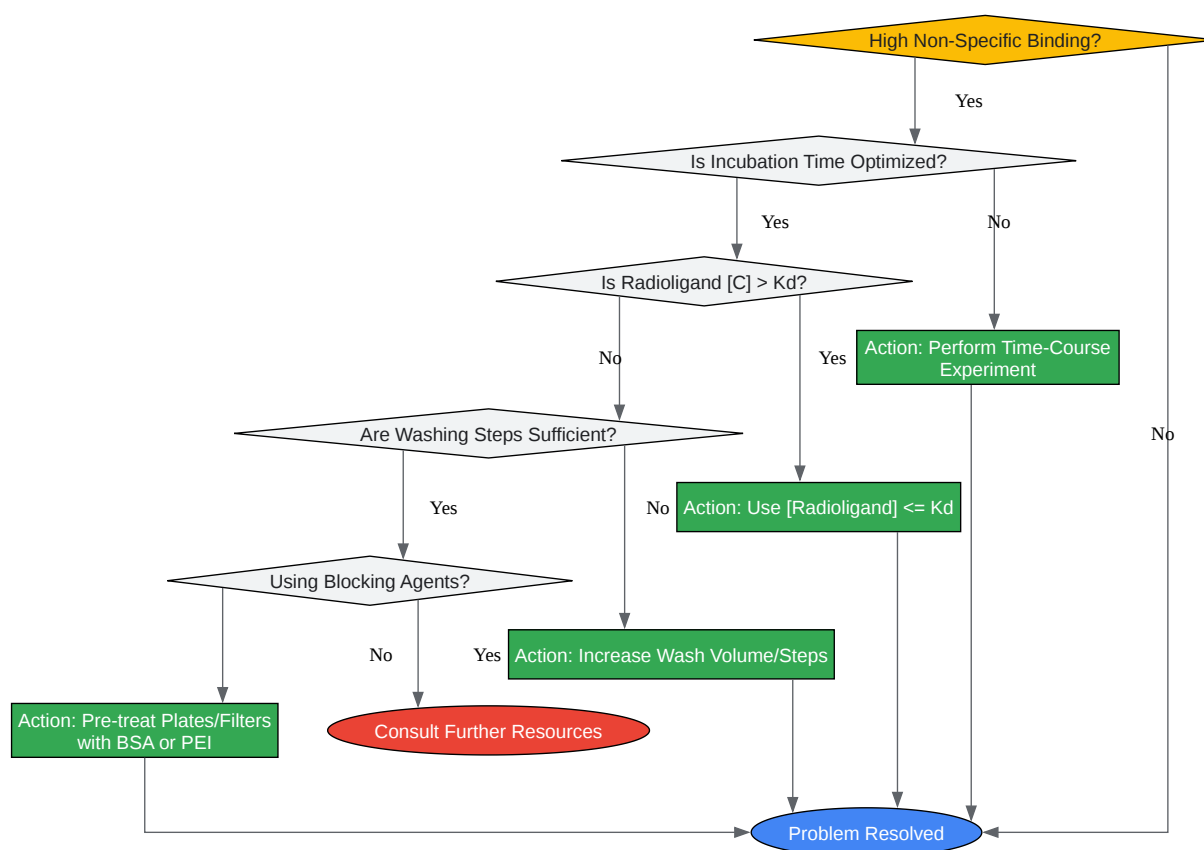 High Non-Specific Binding?
Yes
Is Incubation Time Optimized?
Yes
No
Is Radioligand [C] > Kd?
No
Yes
Action: Perform Time-Course
Experiment
Are Washing Steps Sufficient?
No
Yes
No
Action: Use [Radioligand] <= Kd
Using Blocking Agents?
No
Yes
Action: Increase Wash Volume/Steps
Action: Pre-treat Plates/Filters
with BSA or PEI
Consult Further Resources
Problem Resolved